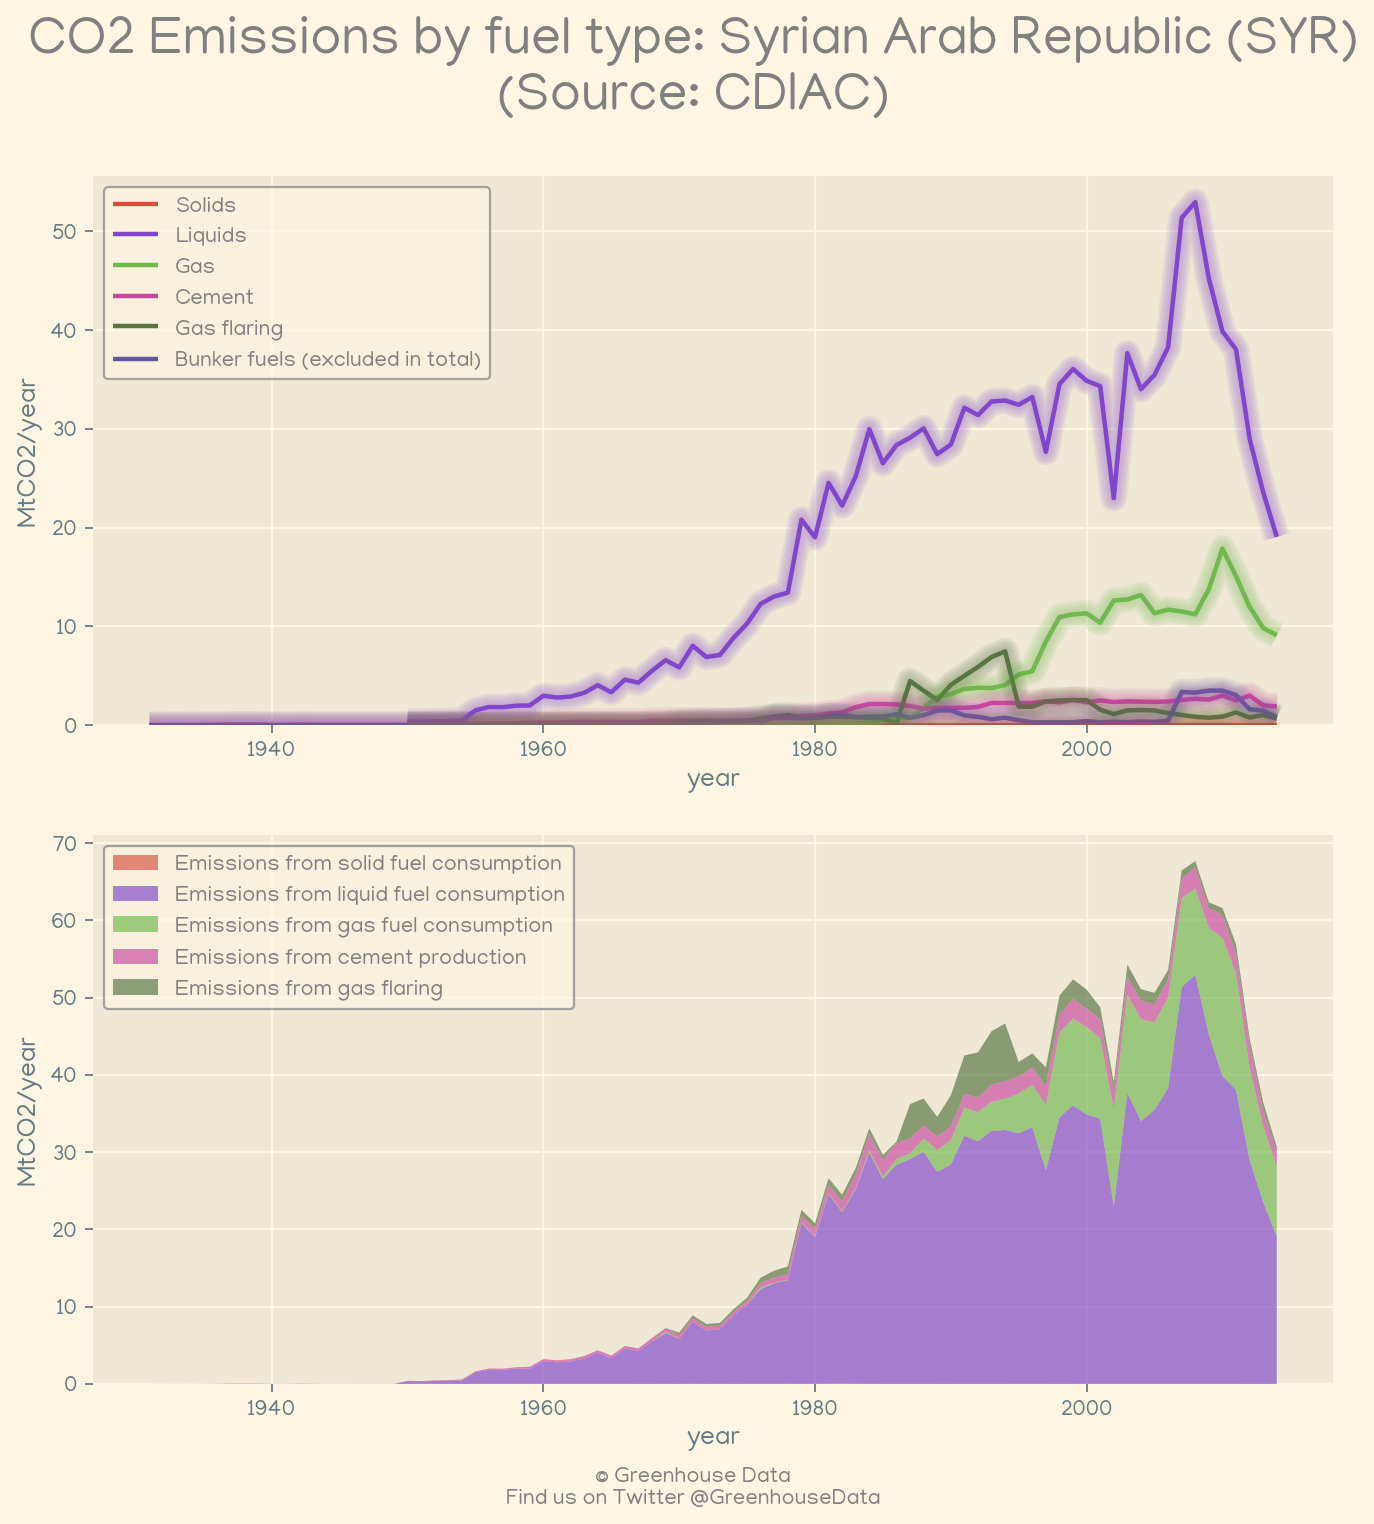 CO2 Emissions by fuel type: Syrian Arab Republic (SYR)
(Source: CDIAC)
Solids
Liquids
Gas
Cement
Gas flaring
Bunker fuels (excluded in total)
50
40
30
20
10
0
MtCO2/year
1940
1960
1980
2000
year
70
60
50
40
30
20
10
0
MtCO2/year
Emissions from solid fuel consumption
Emissions from liquid fuel consumption
Emissions from gas fuel consumption
Emissions from cement production
Emissions from gas flaring
1940
1960
1980
2000
year
© Greenhouse Data
Find us on Twitter @GreenhouseData